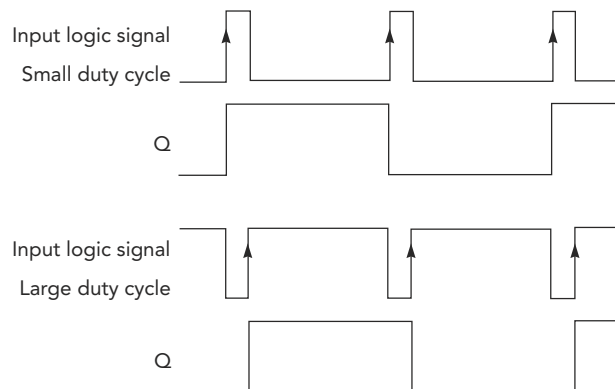 Input logic signal
Small duty cycle
Q
Input logic signal
Large duty cycle
Q